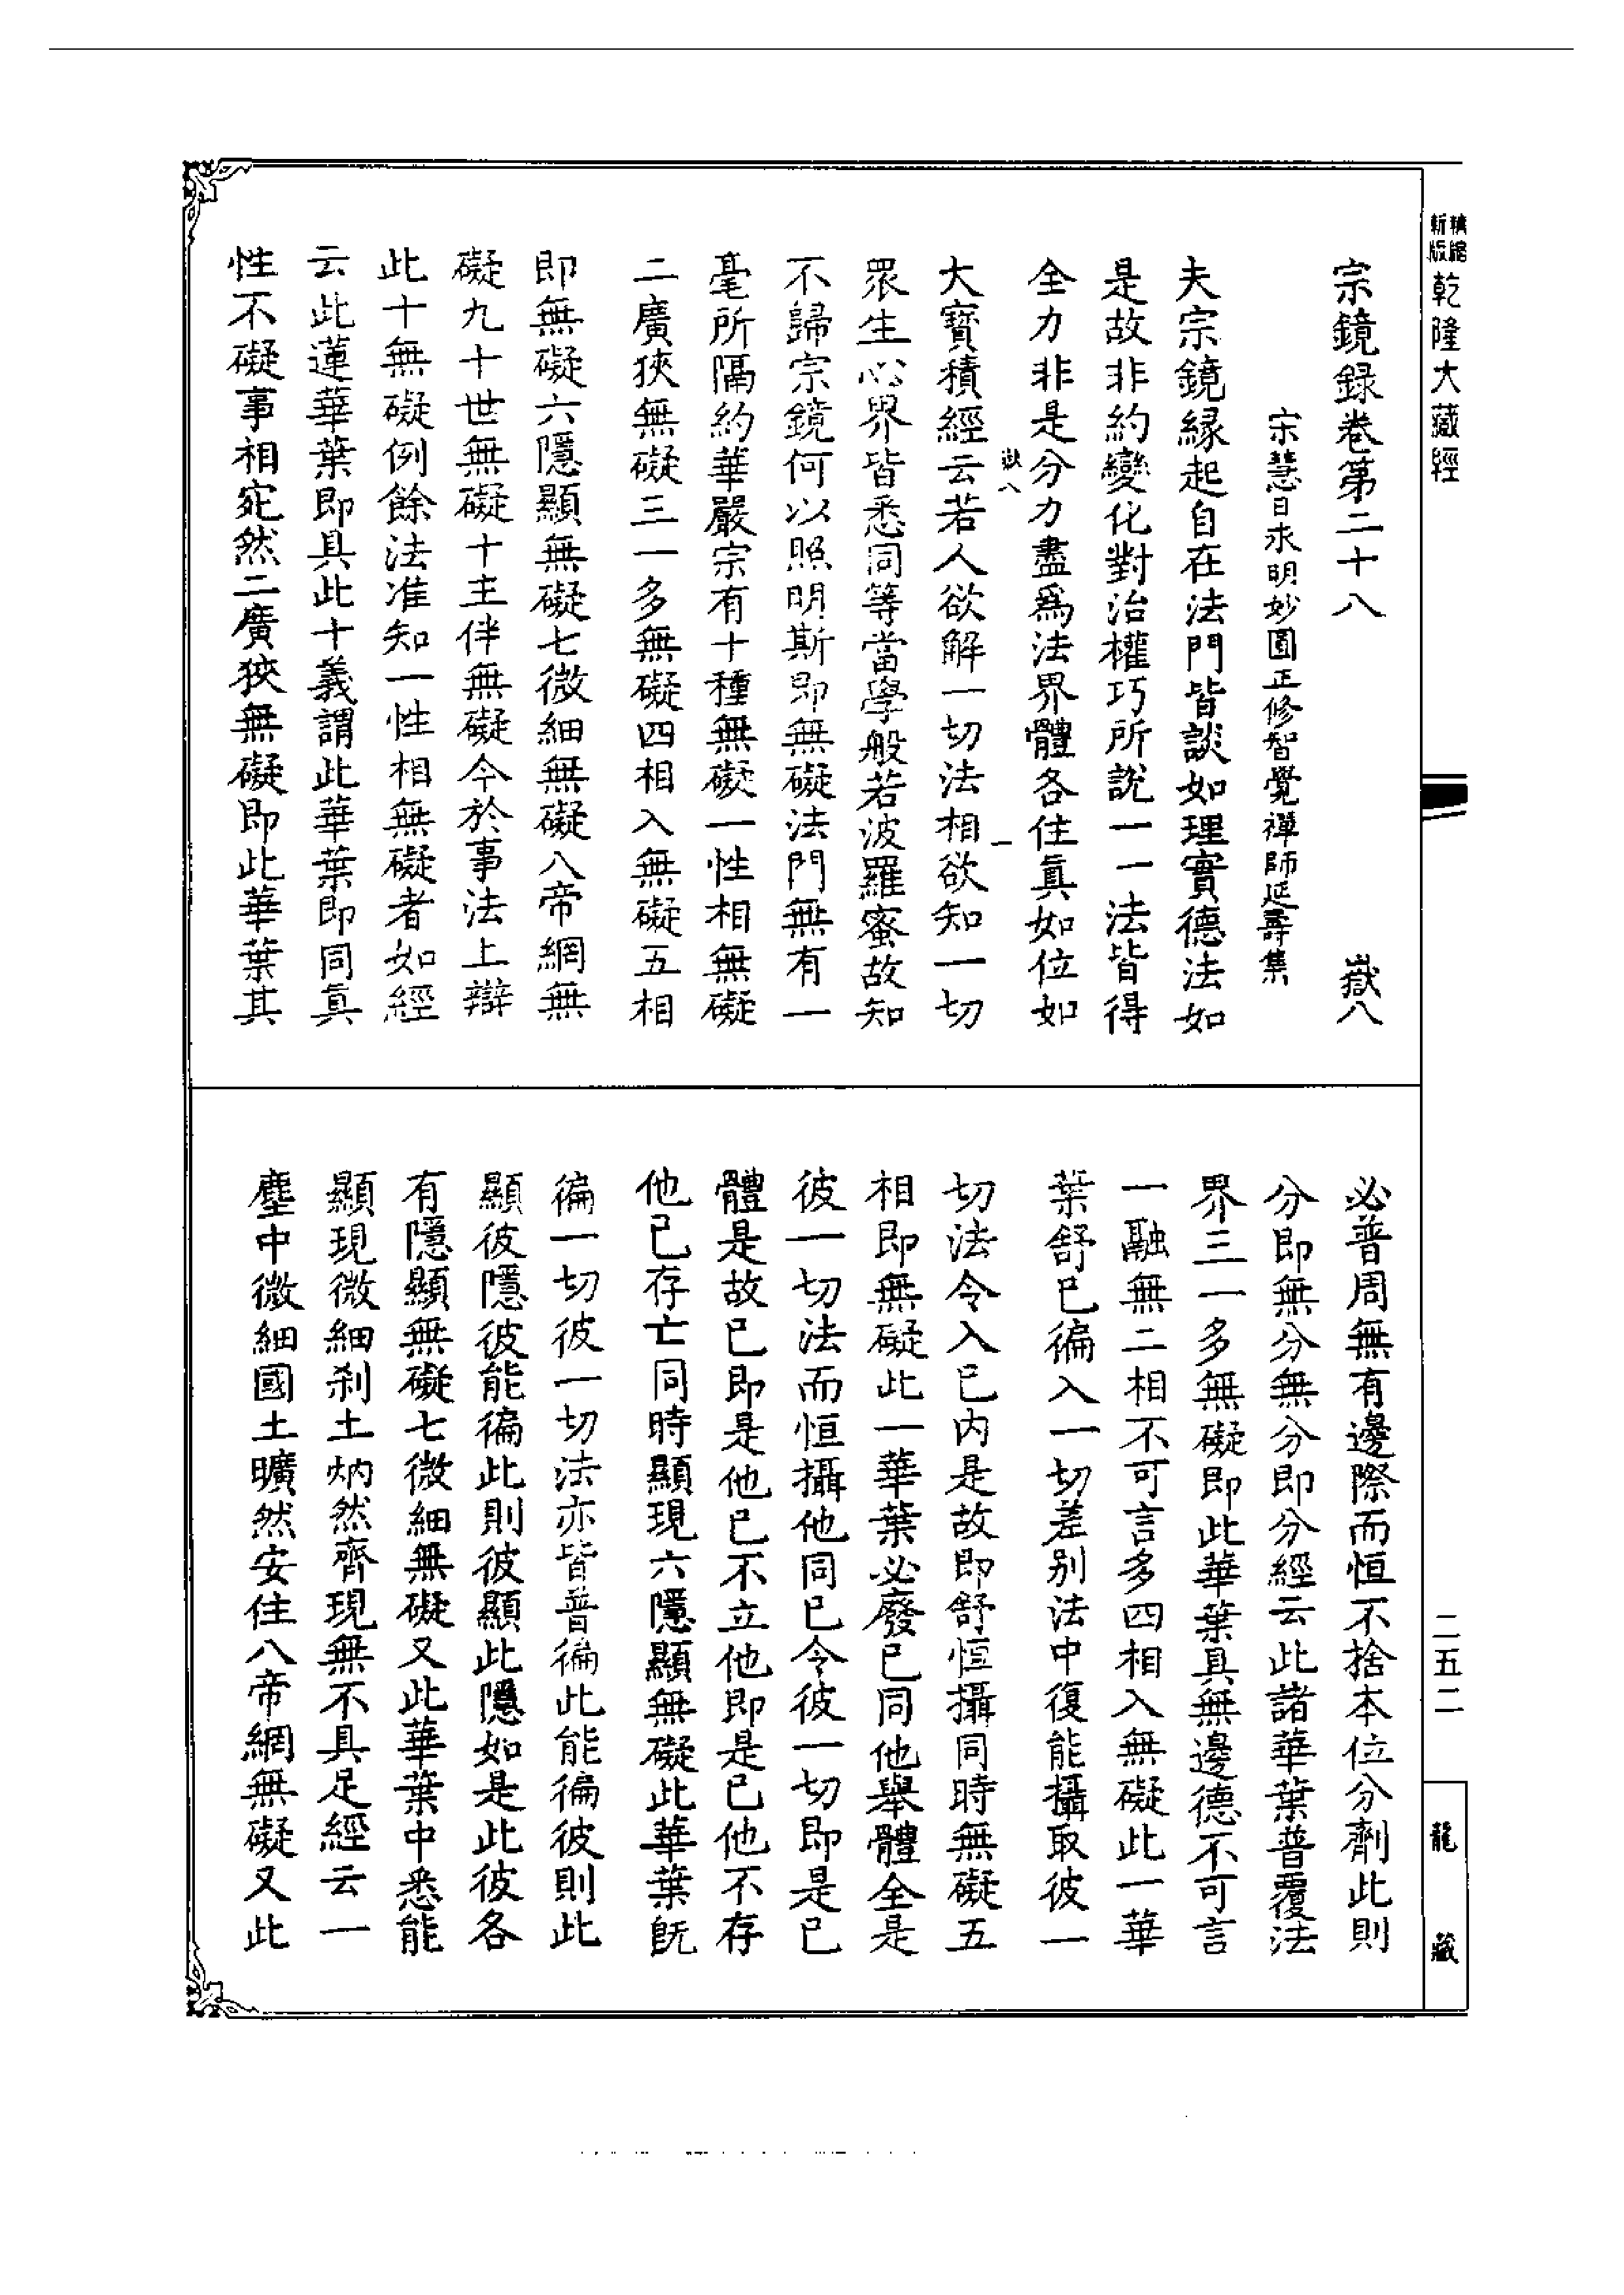 新版
精縮
乾隆大藏經
宗鏡録卷第二十八　嶽八
宋慧日永明妙圓正修智覺禪師延壽集
夫宗鏡緣起自在法門皆談如理實德法如
是故非約變化對治權巧所說一一法皆得
全力非是分力盡爲法界體各住眞如位如
嶽八　一
大寶積經云若人欲解一切法相欲知一切
衆生心界皆悉同等當學般若波羅蜜故知
不歸宗鏡何以照明斯即無礙法門無有一
毫所隔約華嚴宗有十種無礙一性相無礙
二廣狹無礙三一多無礙四相入無礙五相
即無礙六隱顯無礙七微細無礙八帝網無
礙九十世無礙十主伴無礙今於事法上辯
此十無礙例餘法准知一性相無礙者如經
云此蓮華葉即具此十義謂此華葉即同眞
性不礙事相宛然二廣狹無礙即此華葉其
必普周無有邊際而恒不捨本位分劑此則
分即無分無分即分經云此諸華葉普覆法
界三一多無礙即此華葉具無邊德不可言
一融無二相不可言多四相入無礙此一華
葉舒已徧入一切差別法中復能攝取彼一
切法令入已內是故即舒恒攝同時無礙五
相即無礙此一華葉必廢已同他舉體全是
彼一切法而恒攝他同已令彼一切即是已
體是故已即是他已不立他即是已他不存
他已存亡同時顯現六隱顯無礙此華葉旣
徧一切彼一切法亦皆普徧此能徧彼則此
顯彼隱彼能徧此則彼顯此隱如是此彼各
有隱顯無礙七微細無礙又此華葉中悉能
顯現微細刹土炳然齊現無不具足經云一
塵中微細國土曠然安住八帝網無礙又此
二五二
龍藏